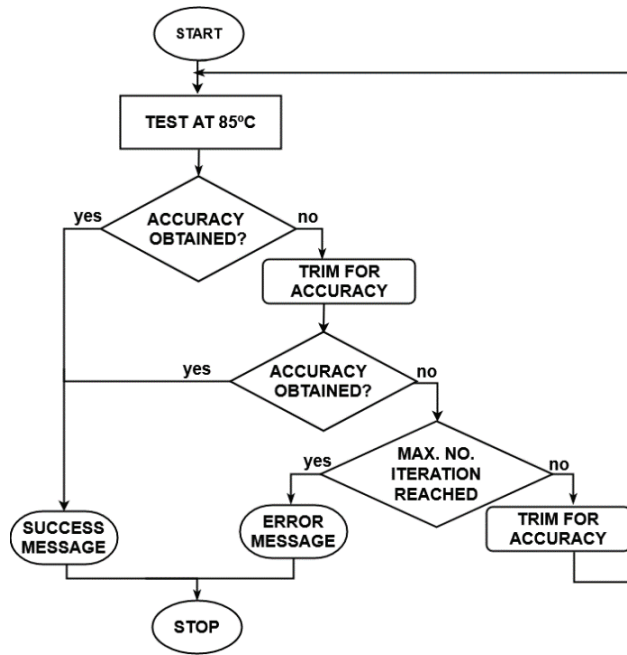 START
TEST AT 85ºC
yes
ACCURACY
OBTAINED?
no
TRIM FOR
ACCURACY
yes
ACCURACY
OBTAINED?
no
yes
MAX. NO.
ITERATION
REACHED
no
SUCCESS
MESSAGE
ERROR
MESSAGE
TRIM FOR
ACCURACY
STOP